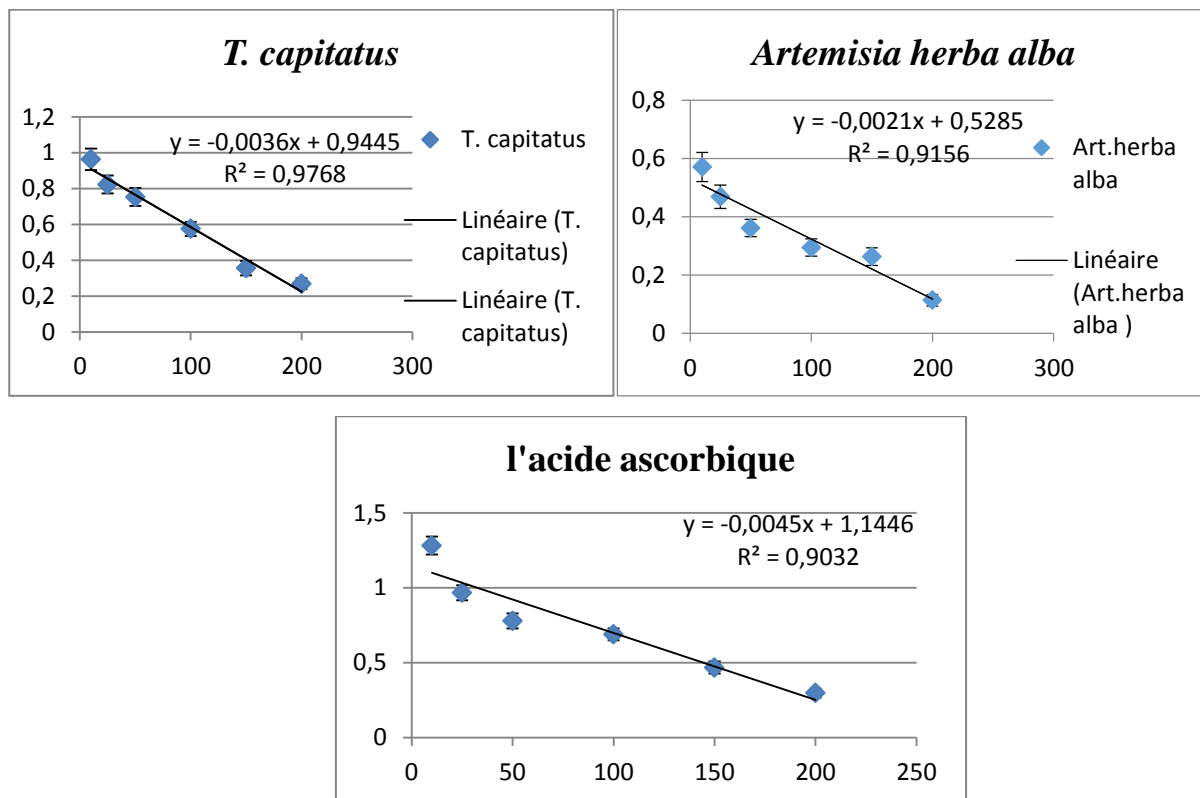 T. capitatus
1,2
1
0,8
0,6
0,4
0,2
0
0
100
200
300
y = -0,0036x + 0,9445
R² = 0,9768
T. capitatus
Linéaire (T.
capitatus)
Linéaire (T.
capitatus)
Artemisia herba alba
0,8
0,6
0,4
0,2
0
0
100
200
300
y = -0,0021x + 0,5285
R² = 0,9156
Art.herba
alba
Linéaire
(Art.herba
alba )
l'acide ascorbique
1,5
1
0,5
0
0
50
100
150
200
250
y = -0,0045x + 1,1446
R² = 0,9032